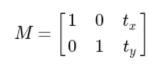 M = [1 0 t_x
0 1 t_y]